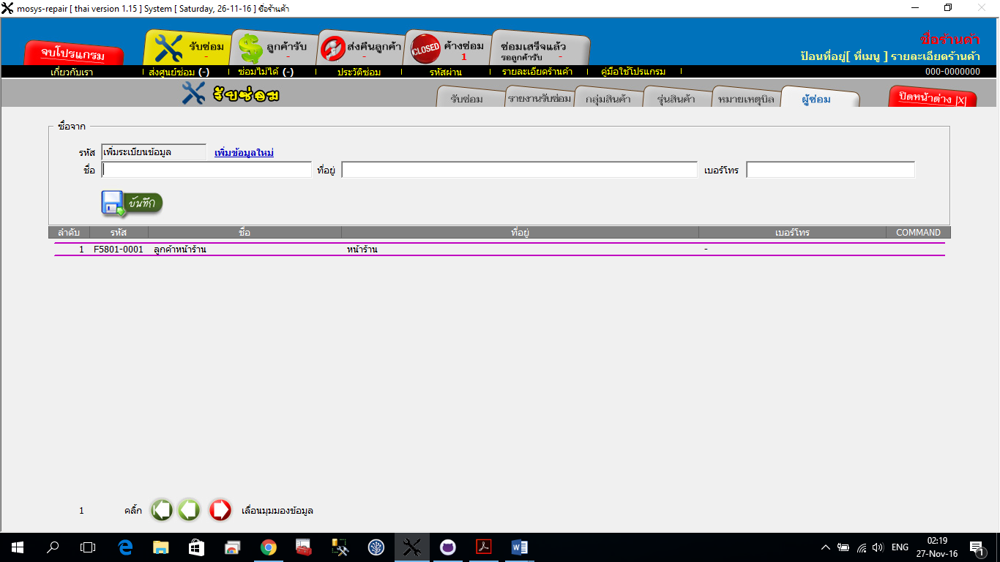 mosys-repair [ thai version 1.15 ] System [ Saturday, 26-11-16 ] ชื่อร้านค้า
จบโปรแกรม
รับซ่อม
-
ลูกค้ารับ
-
ส่งคืนลูกค้า
-
CLOSED
ค้างซ่อม
1
ซ่อมเสร็จแล้ว
รอลูกค้ารับ -
ชื่อร้านค้า
ป้อนที่อยู่[ ที่เมนู ] รายละเอียดร้านค้า
เกี่ยวกับเรา
ส่งศูนย์ซ่อม (-)
ซ่อมไม่ได้ (-)
ประวัติซ่อม
รหัสผ่าน
รายละเอียดร้านค้า
คู่มือใช้โปรแกรม
000-0000000
รับซ่อม
รับซ่อม
รายงานรับซ่อม
กลุ่มสินค้า
รุ่นสินค้า
หมายเหตุบิล
ผู้ซ่อม
ปิดหน้าต่าง |X|
ซื่อจาก
รหัส เพิ่มระเบียนข้อมูล เพิ่มข้อมูลใหม่
ชื่อ ที่อยู่ เบอร์โทร
บันทึก
ลำดับ รหัส ชื่อ ที่อยู่ เบอร์โทร COMMAND
1 F5801-0001 ลูกค้าหน้าร้าน หน้าร้าน -
1 คลิ๊ก เลื่อนมุมมองข้อมูล
ENG
02:19
27-Nov-16
1